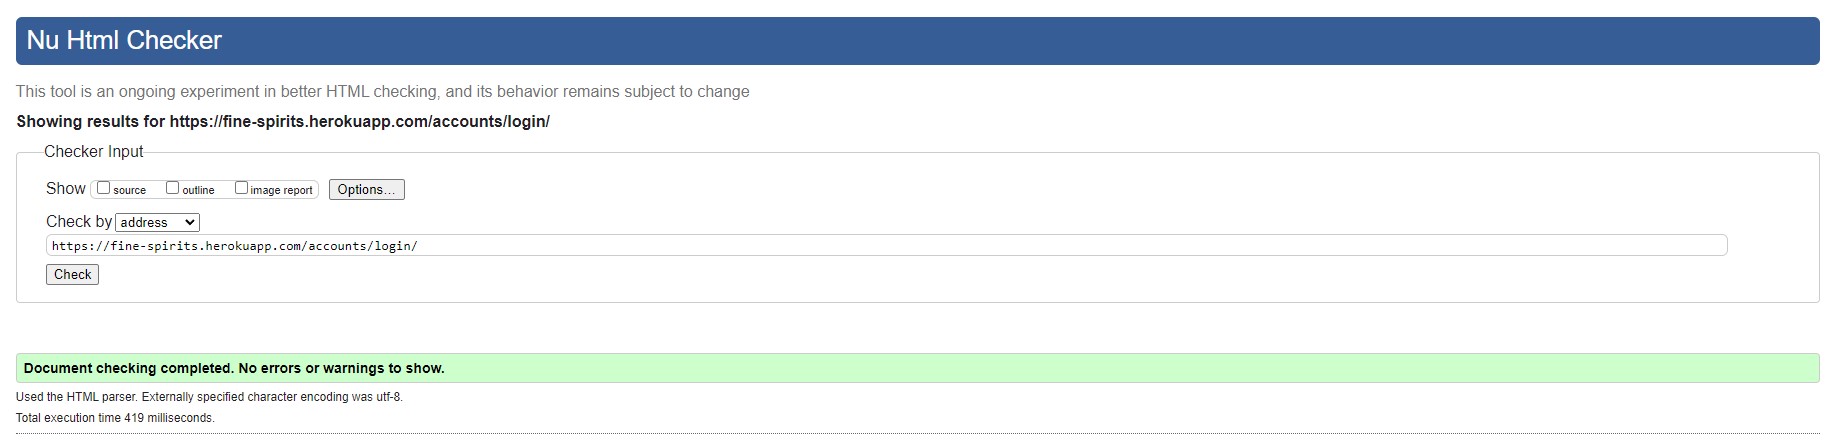 Nu Html Checker
This tool is an ongoing experiment in better HTML checking, and its behavior remains subject to change
Showing results for https://fine-spirits.herokuapp.com/accounts/login/
Checker Input
Show source outline image report Options...
Check by address
https://fine-spirits.herokuapp.com/accounts/login/
Check
Document checking completed. No errors or warnings to show.
Used the HTML parser. Externally specified character encoding was utf-8.
Total execution time 419 milliseconds.